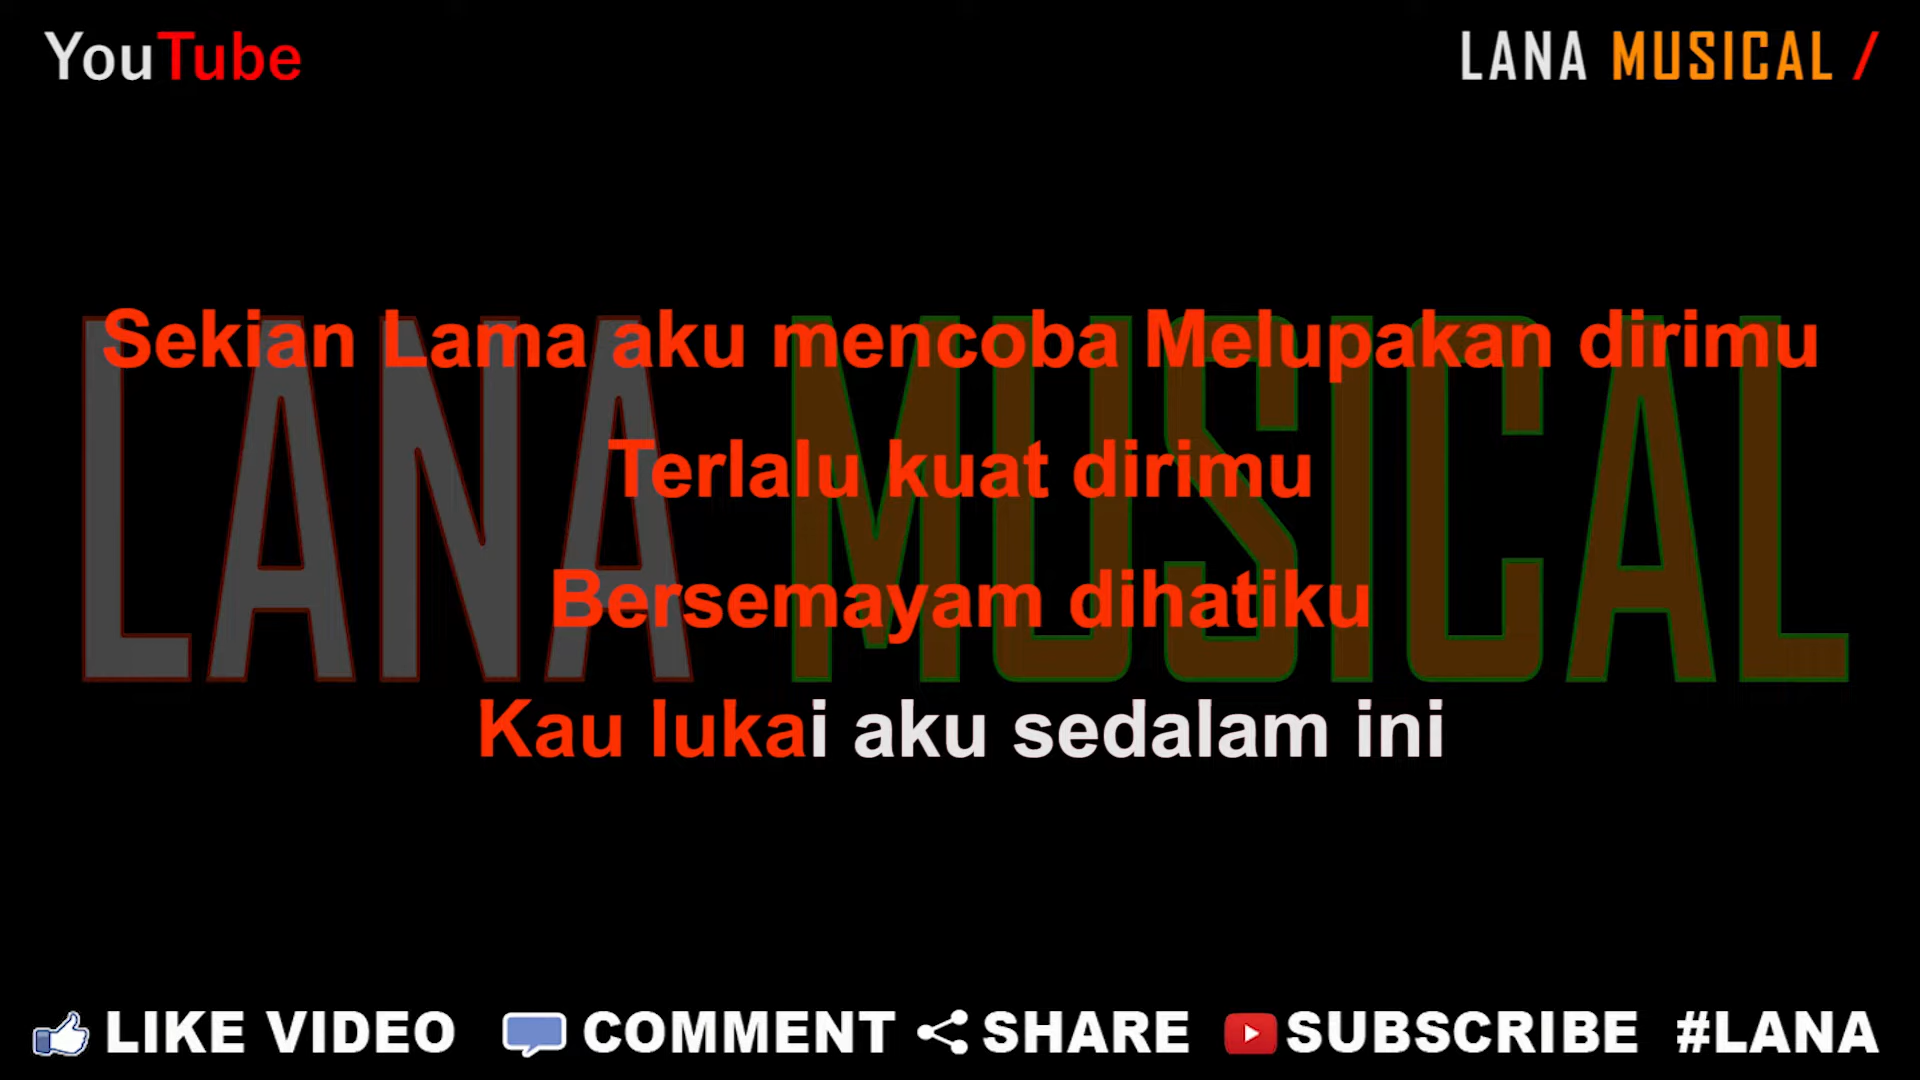 YouTube
LANA MUSICAL /
LANA MUSICAL
Sekian Lama aku mencoba Melupakan dirimu
Terlalu kuat dirimu
Bersemayam dihatiku
Kau lukai aku sedalam ini
LIKE VIDEO COMMENT SHARE SUBSCRIBE #LANA